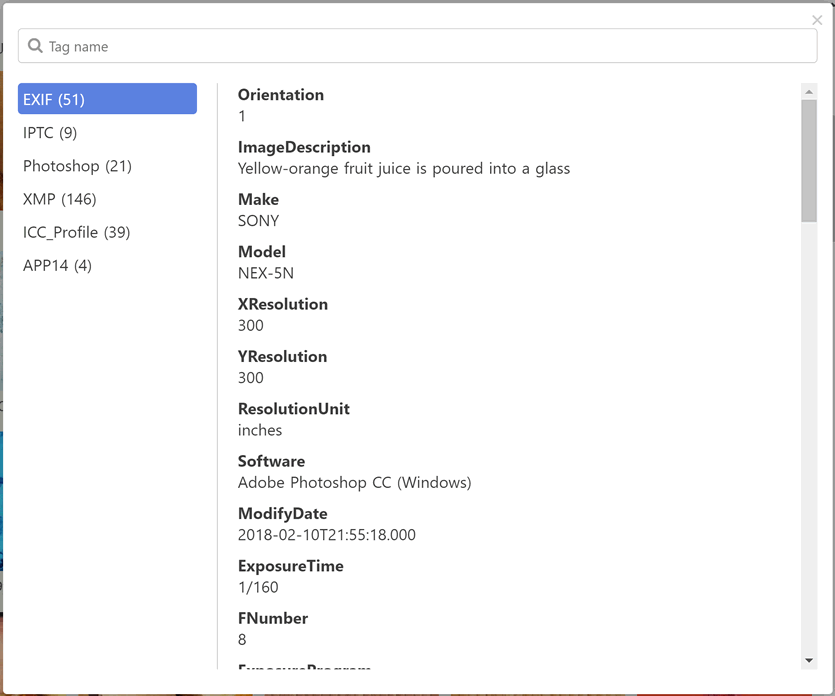 Tag name
EXIF (51)
IPTC (9)
Photoshop (21)
XMP (146)
ICC_Profile (39)
APP14 (4)
Orientation
1
ImageDescription
Yellow-orange fruit juice is poured into a glass
Make
SONY
Model
NEX-5N
XResolution
300
YResolution
300
ResolutionUnit
inches
Software
Adobe Photoshop CC (Windows)
ModifyDate
2018-02-10T21:55:18.000
ExposureTime
1/160
FNumber
8
ExposureProgram